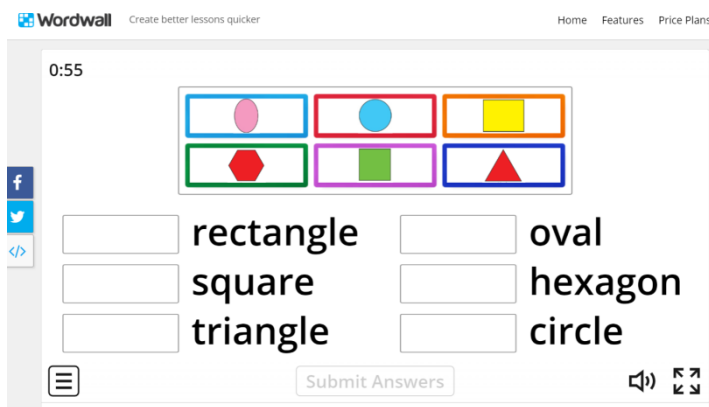 Wordwall Create better lessons quicker Home Features Price Plans
0:55
f
</>
rectangle oval
square hexagon
triangle circle
Submit Answers